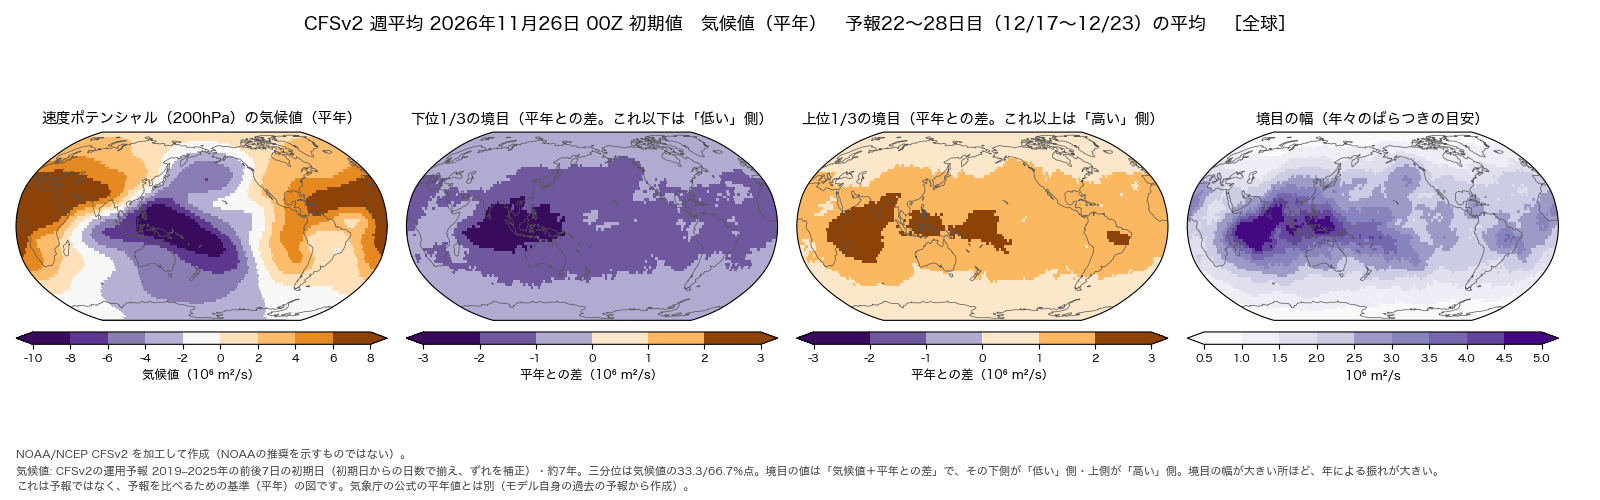 CFSv2 週平均 2026年11月26日 00Z 初期値　気候値（平年）　予報22～28日目（12/17～12/23）の平均　［全球］
速度ポテンシャル（200hPa）の気候値（平年）
下位1/3の境目（平年との差。これ以下は「低い」側）
上位1/3の境目（平年との差。これ以上は「高い」側）
境目の幅（年々のばらつきの目安）
-10 -8 -6 -4 -2 0 2 4 6 8
-3 -2 -1 0 1 2 3
-3 -2 -1 0 1 2 3
0.5 1.0 1.5 2.0 2.5 3.0 3.5 4.0 4.5 5.0
気候値（10⁶ m²/s）
平年との差（10⁶ m²/s）
平年との差（10⁶ m²/s）
10⁶ m²/s
NOAA/NCEP CFSv2 を加工して作成（NOAAの推奨を示すものではない）。
気候値: CFSv2の運用予報 2019–2025年の前後7日の初期日（初期日からの日数で揃え、ずれを補正）・約7年。三分位は気候値の33.3/66.7%点。境目の値は「気候値＋平年との差」で、その下側が「低い」側・上側が「高い」側。境目の幅が大きい所ほど、年による振れが大きい。
これは予報ではなく、予報を比べるための基準（平年）の図です。気象庁の公式の平年値とは別（モデル自身の過去の予報から作成）。